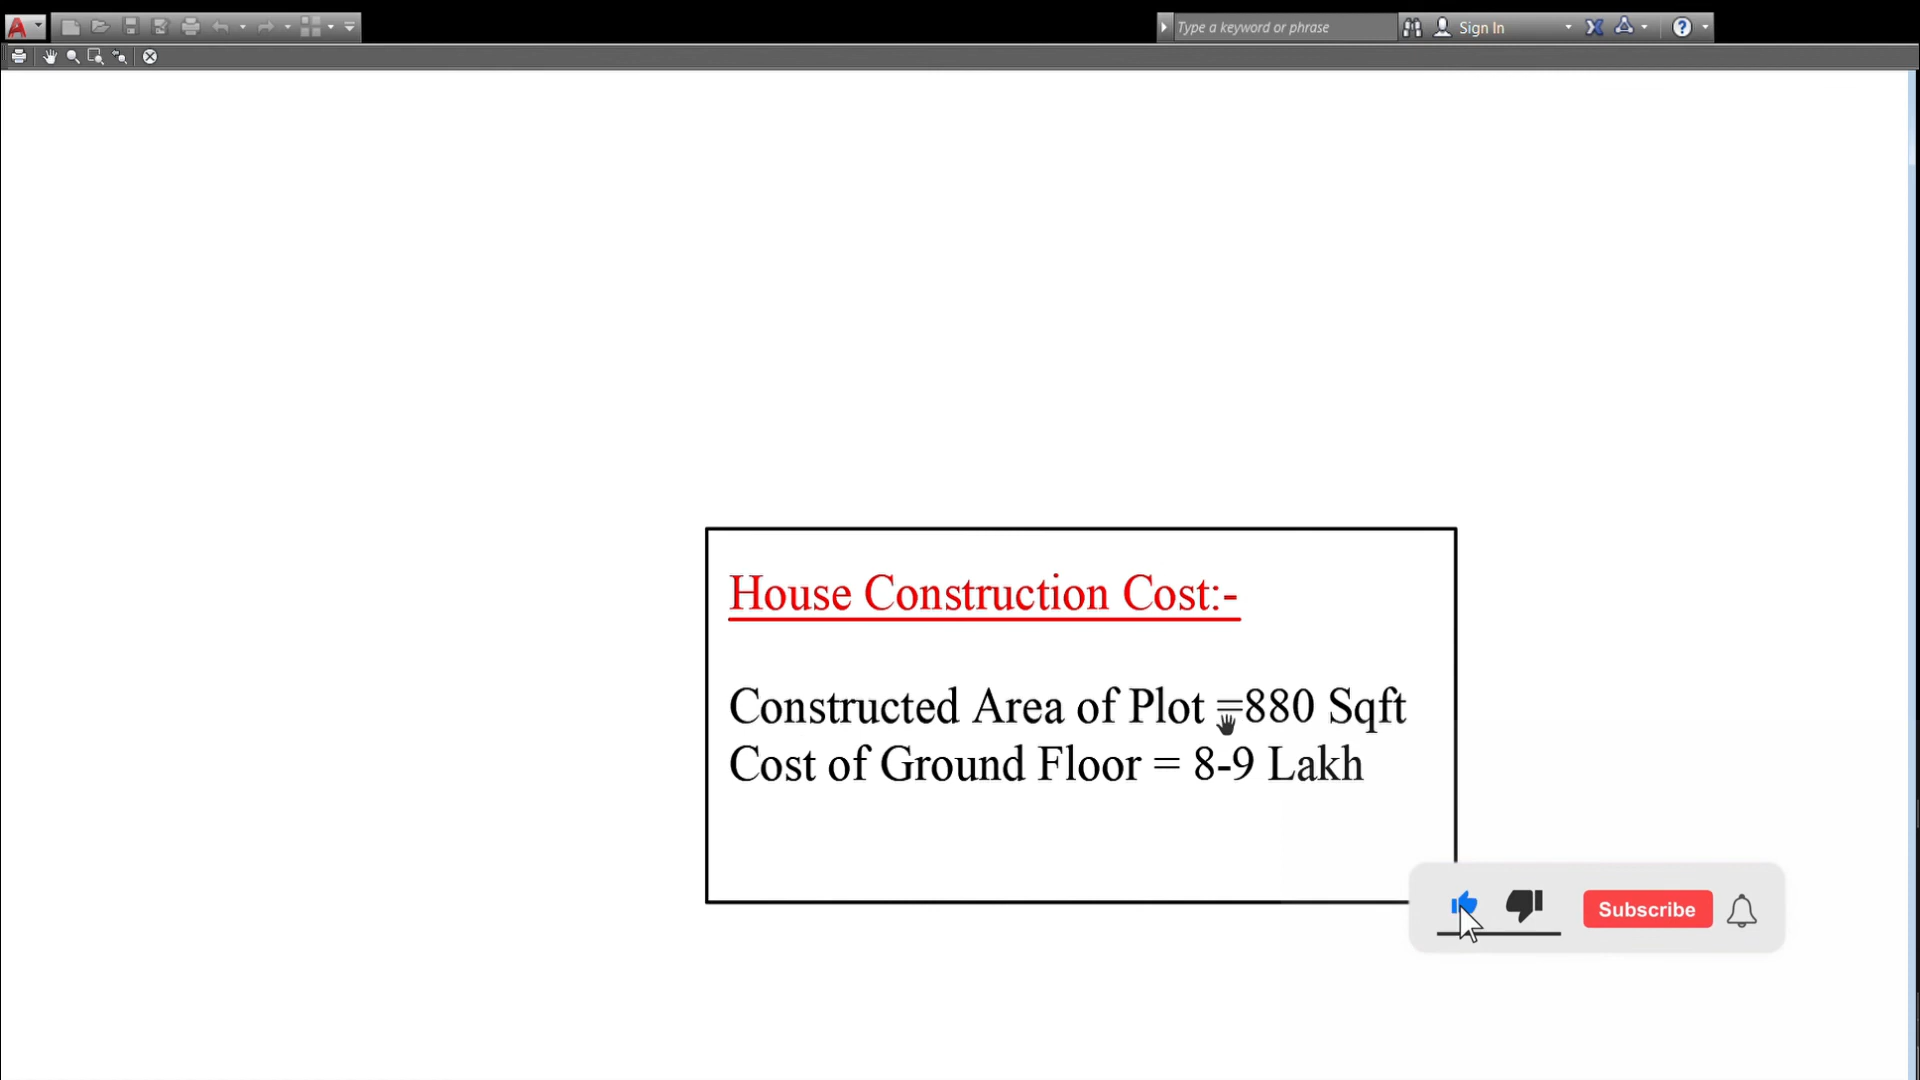 Type a keyword or phrase
Sign In
House Construction Cost:-
Constructed Area of Plot =880 Sqft
Cost of Ground Floor = 8-9 Lakh
Subscribe